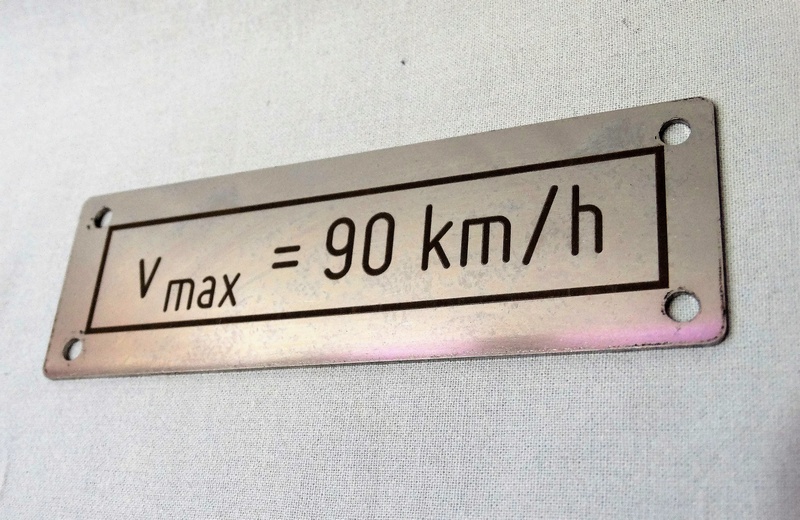 vmax = 90 km/h